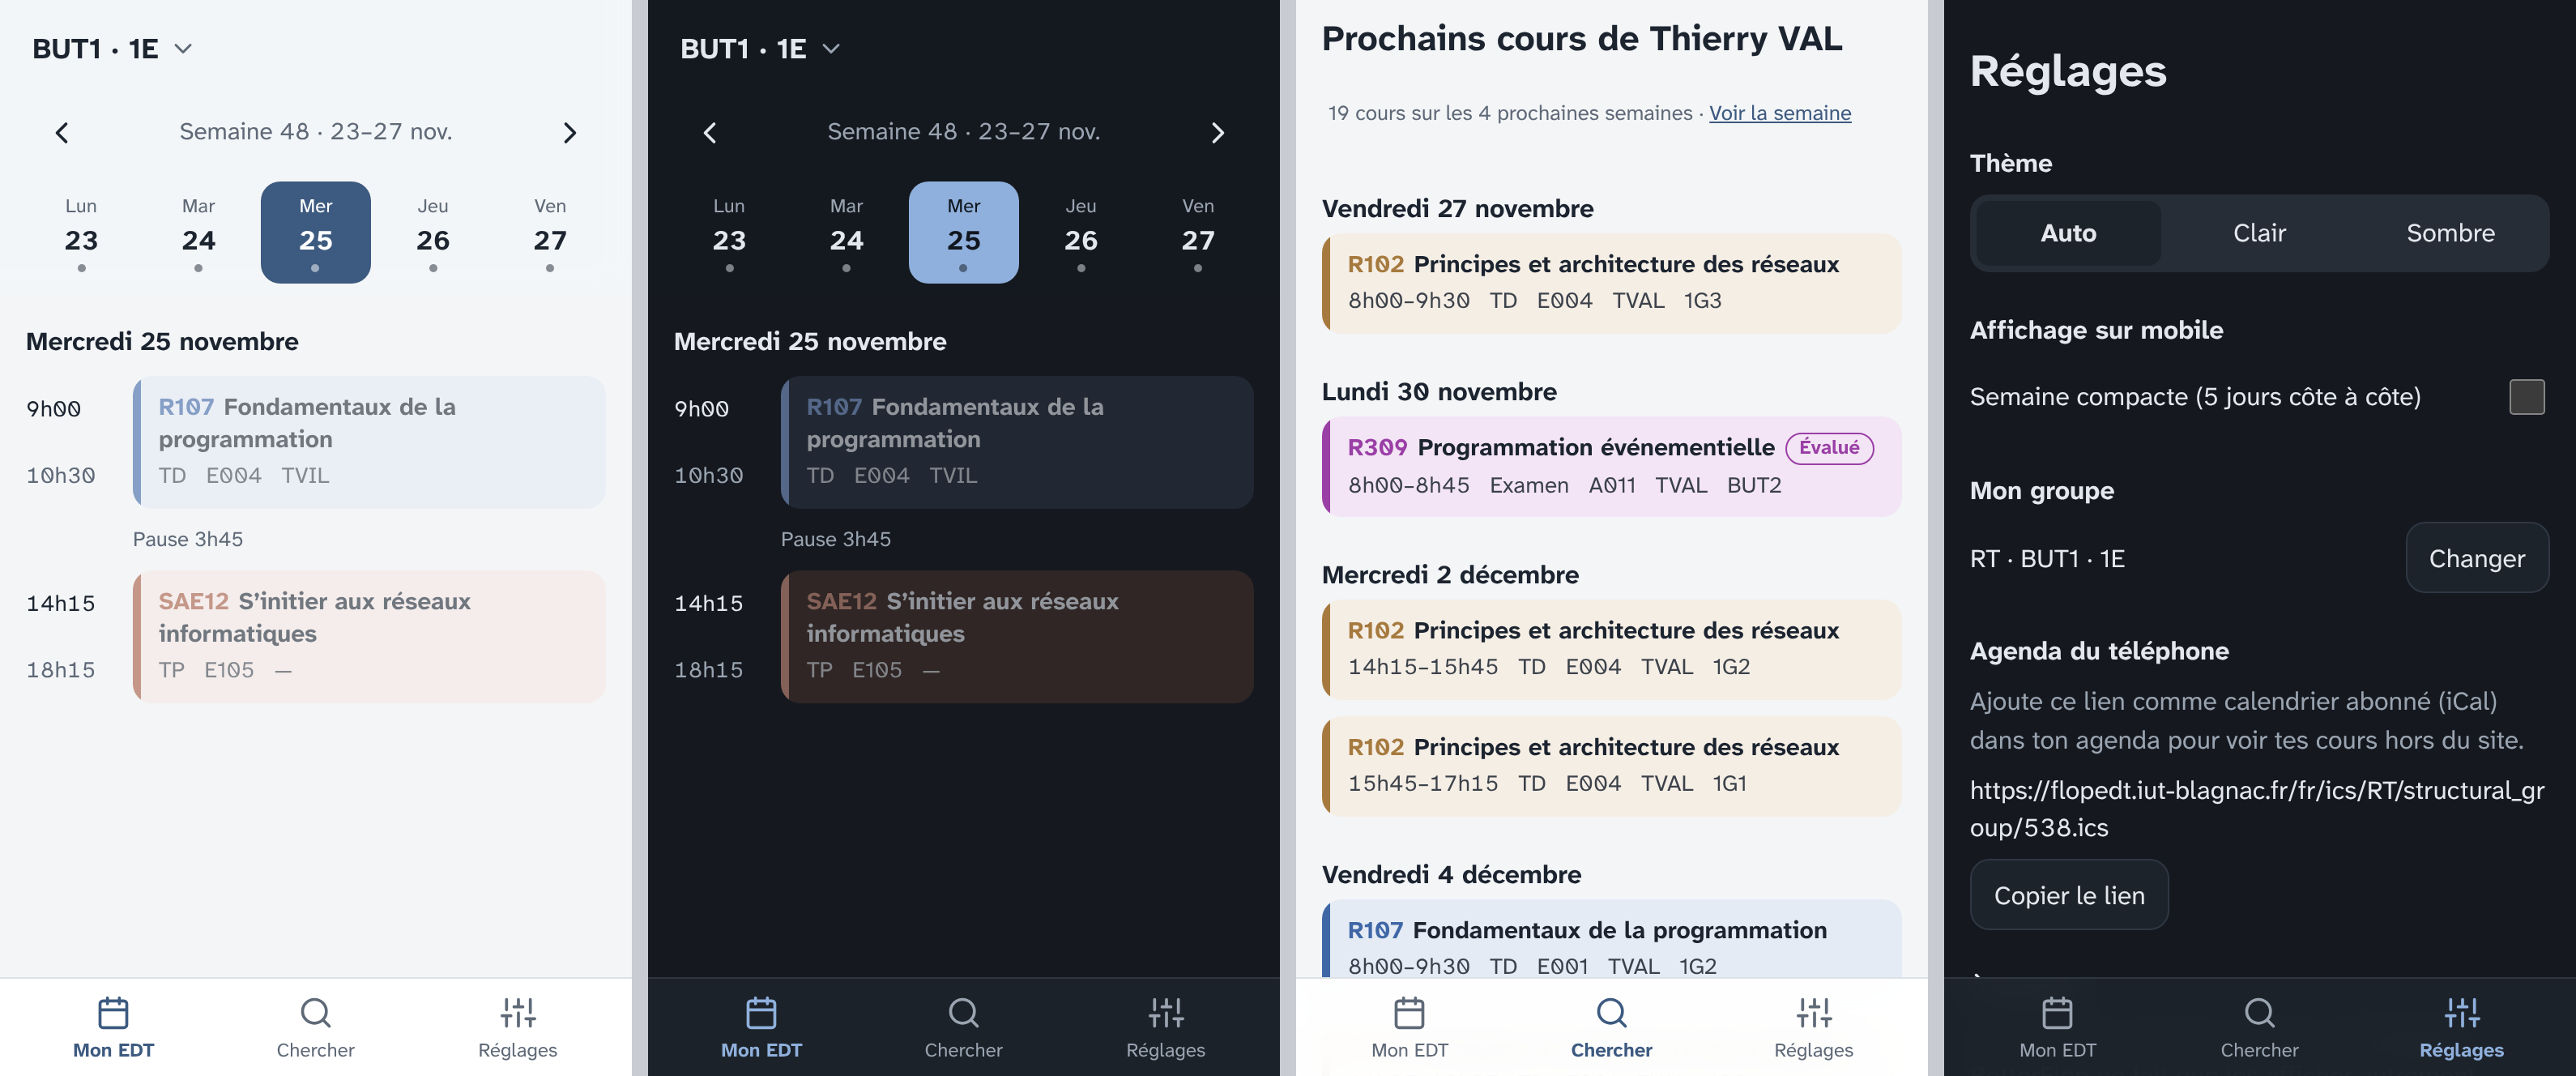 BUT1 · 1E
Semaine 48 · 23–27 nov.
Lun Mar Mer Jeu Ven
23 24 25 26 27
Mercredi 25 novembre
9h00
10h30
R107 Fondamentaux de la
programmation
TD E004 TVIL
Pause 3h45
14h15
18h15
SAE12 S’initier aux réseaux
informatiques
TP E105 —
Mon EDT Chercher Réglages
BUT1 · 1E
Semaine 48 · 23–27 nov.
Lun Mar Mer Jeu Ven
23 24 25 26 27
Mercredi 25 novembre
9h00
10h30
R107 Fondamentaux de la
programmation
TD E004 TVIL
Pause 3h45
14h15
18h15
SAE12 S’initier aux réseaux
informatiques
TP E105 —
Mon EDT Chercher Réglages
Prochains cours de Thierry VAL
19 cours sur les 4 prochaines semaines · Voir la semaine
Vendredi 27 novembre
R102 Principes et architecture des réseaux
8h00–9h30 TD E004 TVAL 1G3
Lundi 30 novembre
R309 Programmation événementielle Évalué
8h00–8h45 Examen A011 TVAL BUT2
Mercredi 2 décembre
R102 Principes et architecture des réseaux
14h15–15h45 TD E004 TVAL 1G2
R102 Principes et architecture des réseaux
15h45–17h15 TD E004 TVAL 1G1
Vendredi 4 décembre
R107 Fondamentaux de la programmation
8h00–9h30 TD E001 TVAL 1G2
Mon EDT Chercher Réglages
Réglages
Thème
Auto Clair Sombre
Affichage sur mobile
Semaine compacte (5 jours côte à côte)
Mon groupe
RT · BUT1 · 1E Changer
Agenda du téléphone
Ajoute ce lien comme calendrier abonné (iCal)
dans ton agenda pour voir tes cours hors du site.
https://flopedt.iut-blagnac.fr/fr/ics/RT/structural_gr
oup/538.ics
Copier le lien
Mon EDT Chercher Réglages